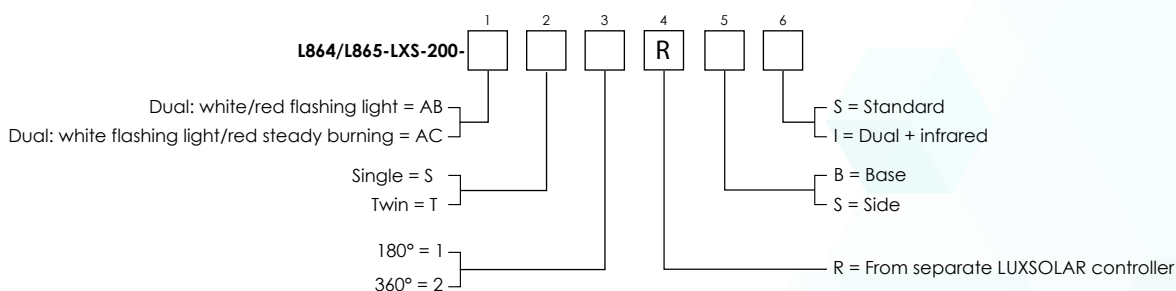 1 2 3 4 5 6
L864/L865-LXS-200- R
Dual: white/red flashing light = AB
Dual: white flashing light/red steady burning = AC
S = Standard
I = Dual + infrared
Single = S
Twin = T
B = Base
S = Side
180° = 1
360° = 2
R = From separate LUXSOLAR controller